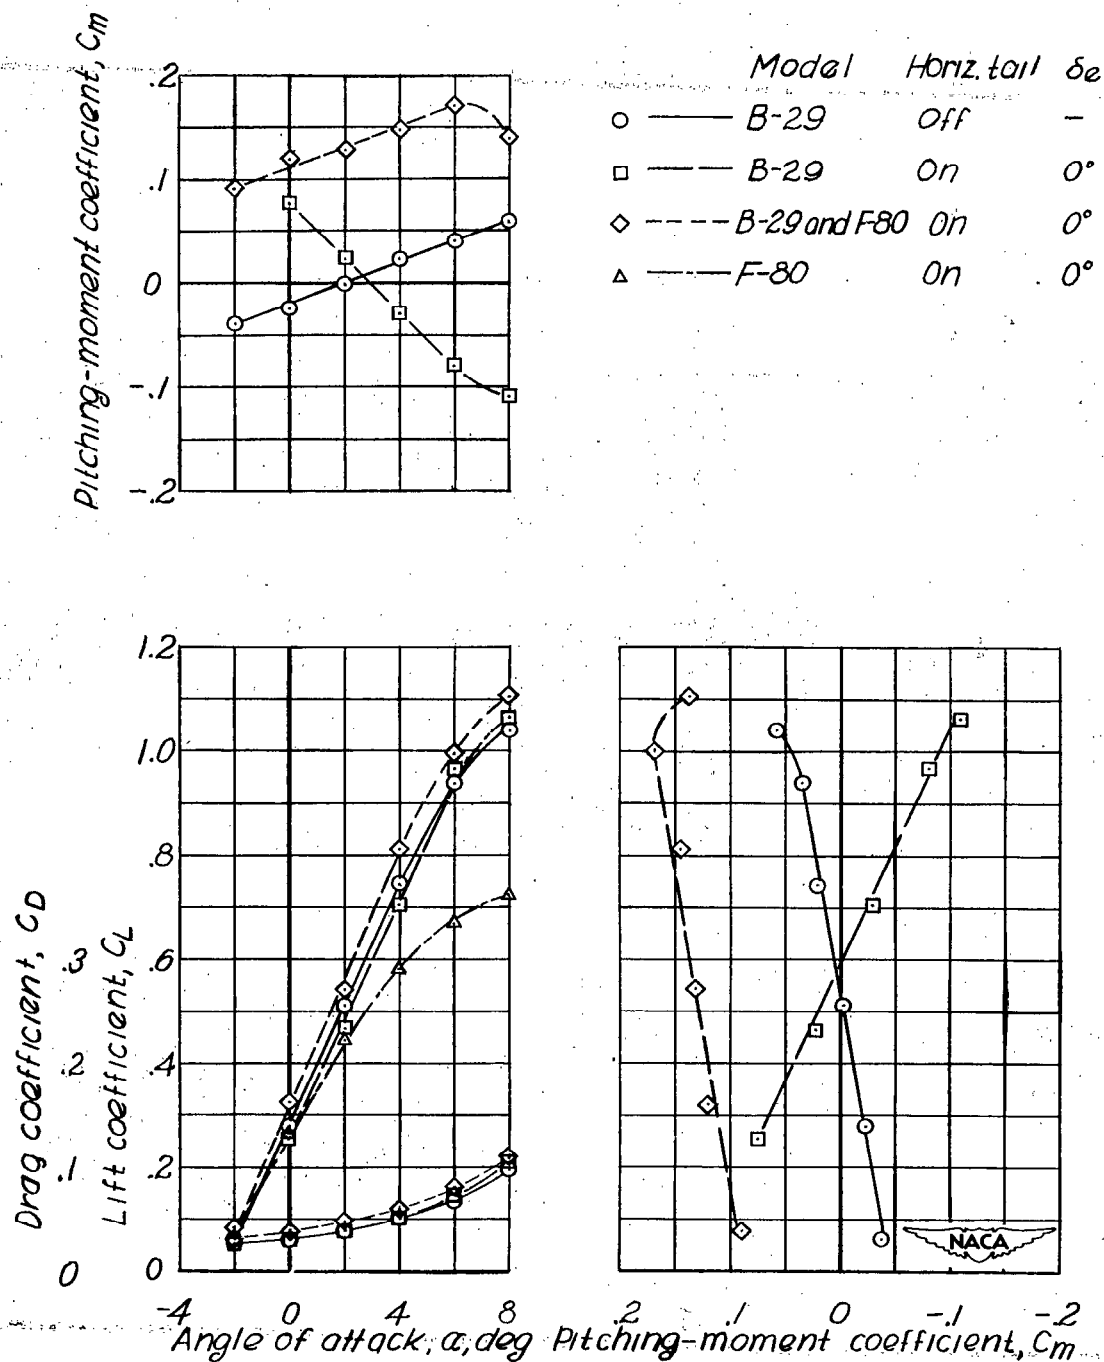 Pitching-moment coefficient, Cm
.2
.1
0
-.1
-.2
Model Horiz. tail δe
B-29 Off -
B-29 On 0°
B-29 and F-80 On 0°
F-80 On 0°
Drag coefficient, CD
.3
.2
.1
0
Lift coefficient, CL
1.2
1.0
.8
.6
.4
.2
0
-4 0 4 8
Angle of attack, α, deg
NACA
.2 .1 0 -.1 -.2
Pitching-moment coefficient, Cm